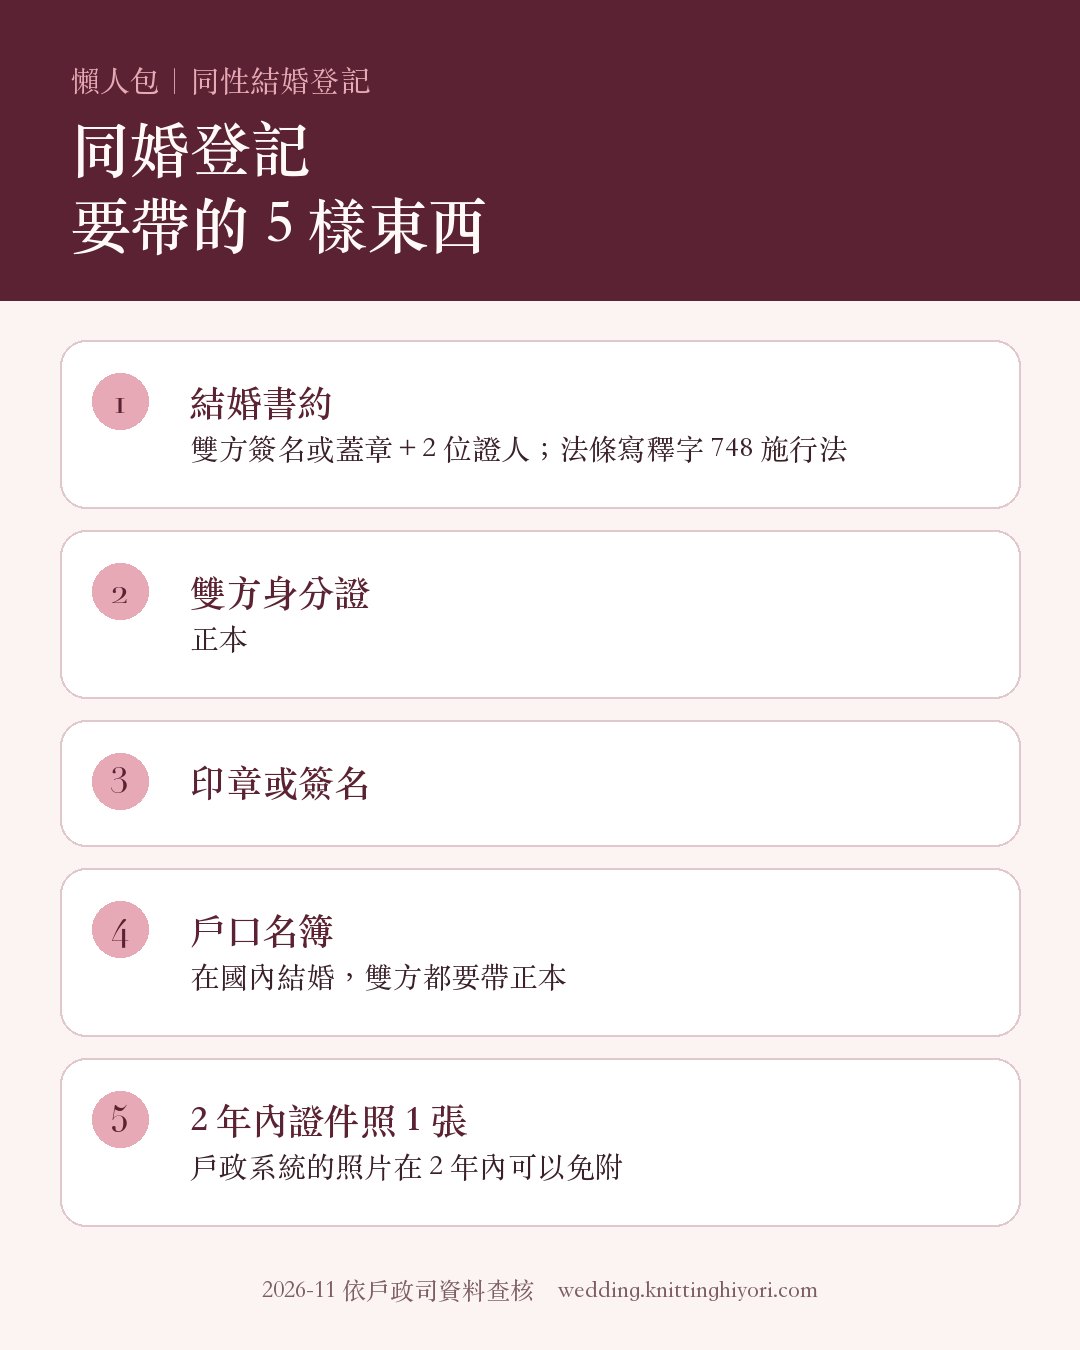 懶人包｜同性結婚登記
同婚登記
要帶的 5 樣東西
1
結婚書約
雙方簽名或蓋章＋2 位證人；法條寫釋字 748 施行法
2
雙方身分證
正本
3
印章或簽名
4
戶口名簿
在國內結婚，雙方都要帶正本
5
2 年內證件照 1 張
戶政系統的照片在 2 年內可以免附
2026-11 依戶政司資料查核　wedding.knittinghiyori.com